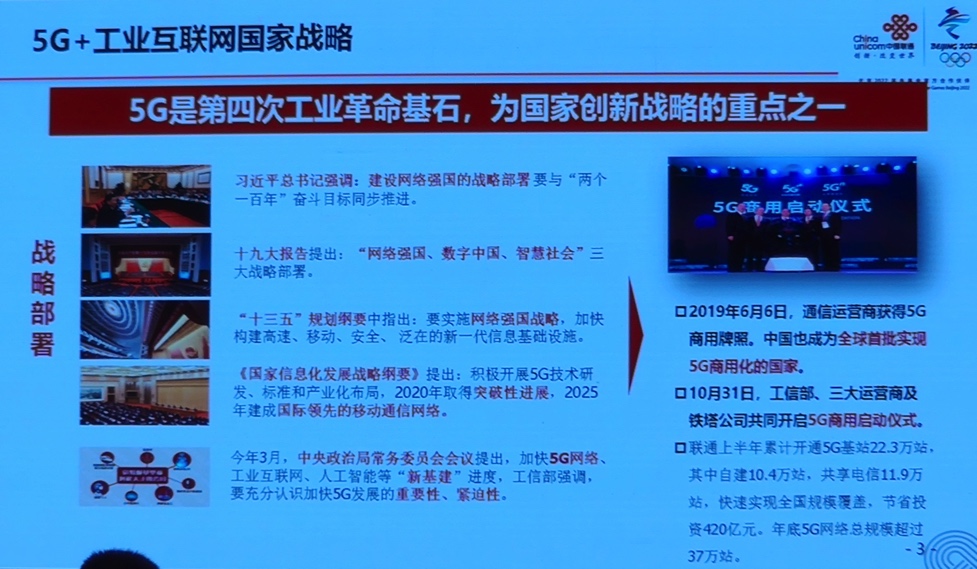 5G+工业互联网国家战略
China
unicom中国联通
创新·改变世界
BEIJING 2022
5G是第四次工业革命基石，为国家创新战略的重点之一
战略部署
习近平总书记强调：建设网络强国的战略部署要与“两个
一百年”奋斗目标同步推进。
十九大报告提出：“网络强国、数字中国、智慧社会”三
大战略部署。
“十三五”规划纲要中指出：要实施网络强国战略，加快
构建高速、移动、安全、泛在的新一代信息基础设施。
《国家信息化发展战略纲要》提出：积极开展5G技术研
发、标准和产业化布局，2020年取得突破性进展，2025
年建成国际领先的移动通信网络。
今年3月，中央政治局常务委员会会议提出，加快5G网络、
工业互联网、人工智能等“新基建”进度，工信部强调，
要充分认识加快5G发展的重要性、紧迫性。
5G 5G 5G
5G商用启动仪式
2019年6月6日，通信运营商获得5G
商用牌照。中国也成为全球首批实现
5G商用化的国家。
10月31日，工信部、三大运营商及
铁塔公司共同开启5G商用启动仪式。
联通上半年累计开通5G基站22.3万站，
其中自建10.4万站，共享电信11.9万
站，快速实现全国规模覆盖，节省投
资420亿元。年底5G网络总规模超过
37万站。
- 3 -